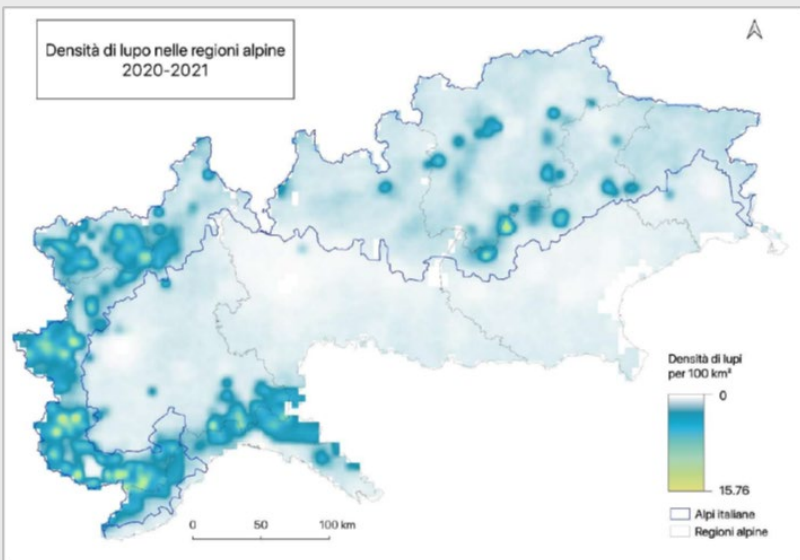 Densità di lupo nelle regioni alpine
2020-2021
Densità di lupi
per 100 km²
0
15.76
Alpi italiane
Regioni alpine
0 50 100 km